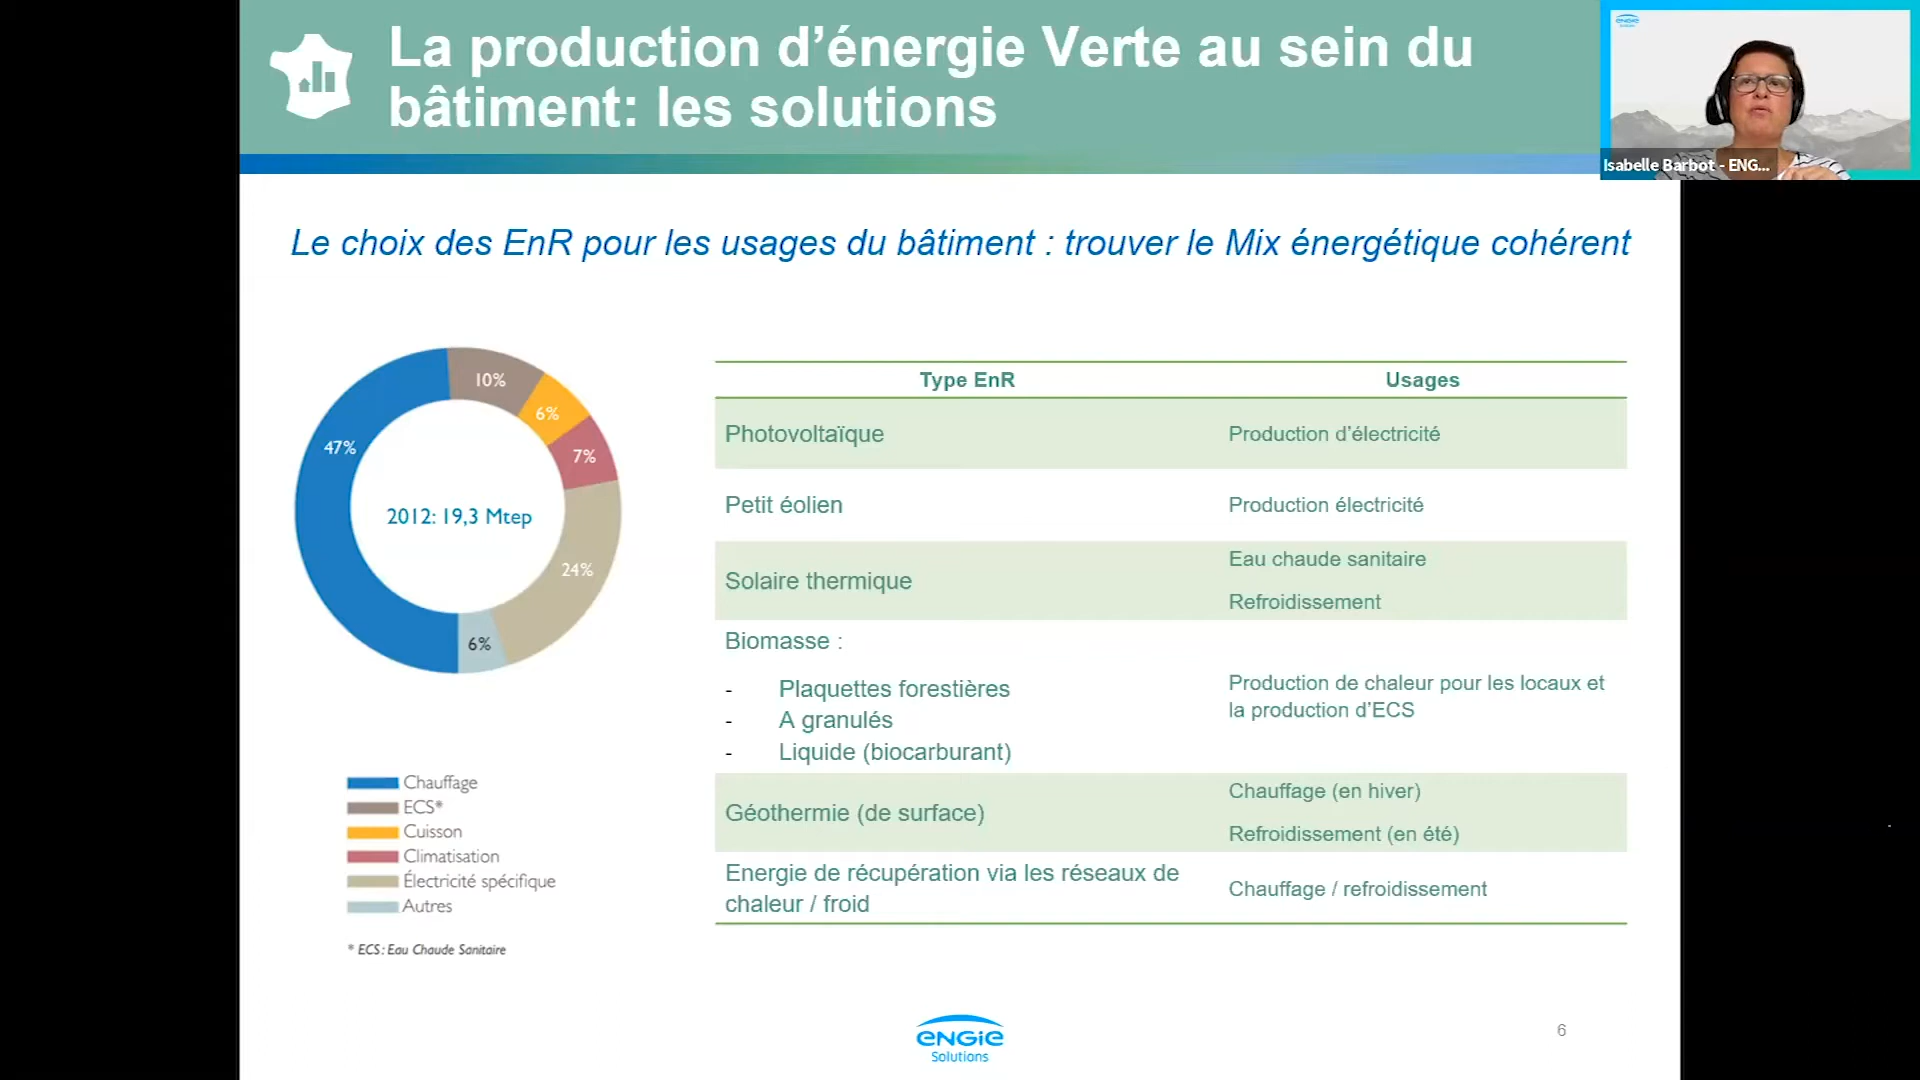 La production d’énergie Verte au sein du
bâtiment: les solutions
Isabelle Barbot - ENG...
Le choix des EnR pour les usages du bâtiment : trouver le Mix énergétique cohérent
10%
6%
47%
7%
2012: 19,3 Mtep
24%
6%
Chauffage
ECS*
Cuisson
Climatisation
Électricité spécifique
Autres
* ECS: Eau Chaude Sanitaire
Type EnR Usages
Photovoltaïque Production d’électricité
Petit éolien Production électricité
Solaire thermique
Eau chaude sanitaire
Refroidissement
Biomasse :
- Plaquettes forestières
- A granulés
- Liquide (biocarburant)
Production de chaleur pour les locaux et
la production d’ECS
Géothermie (de surface)
Chauffage (en hiver)
Refroidissement (en été)
Energie de récupération via les réseaux de
chaleur / froid
Chauffage / refroidissement
ENGIE
Solutions
6